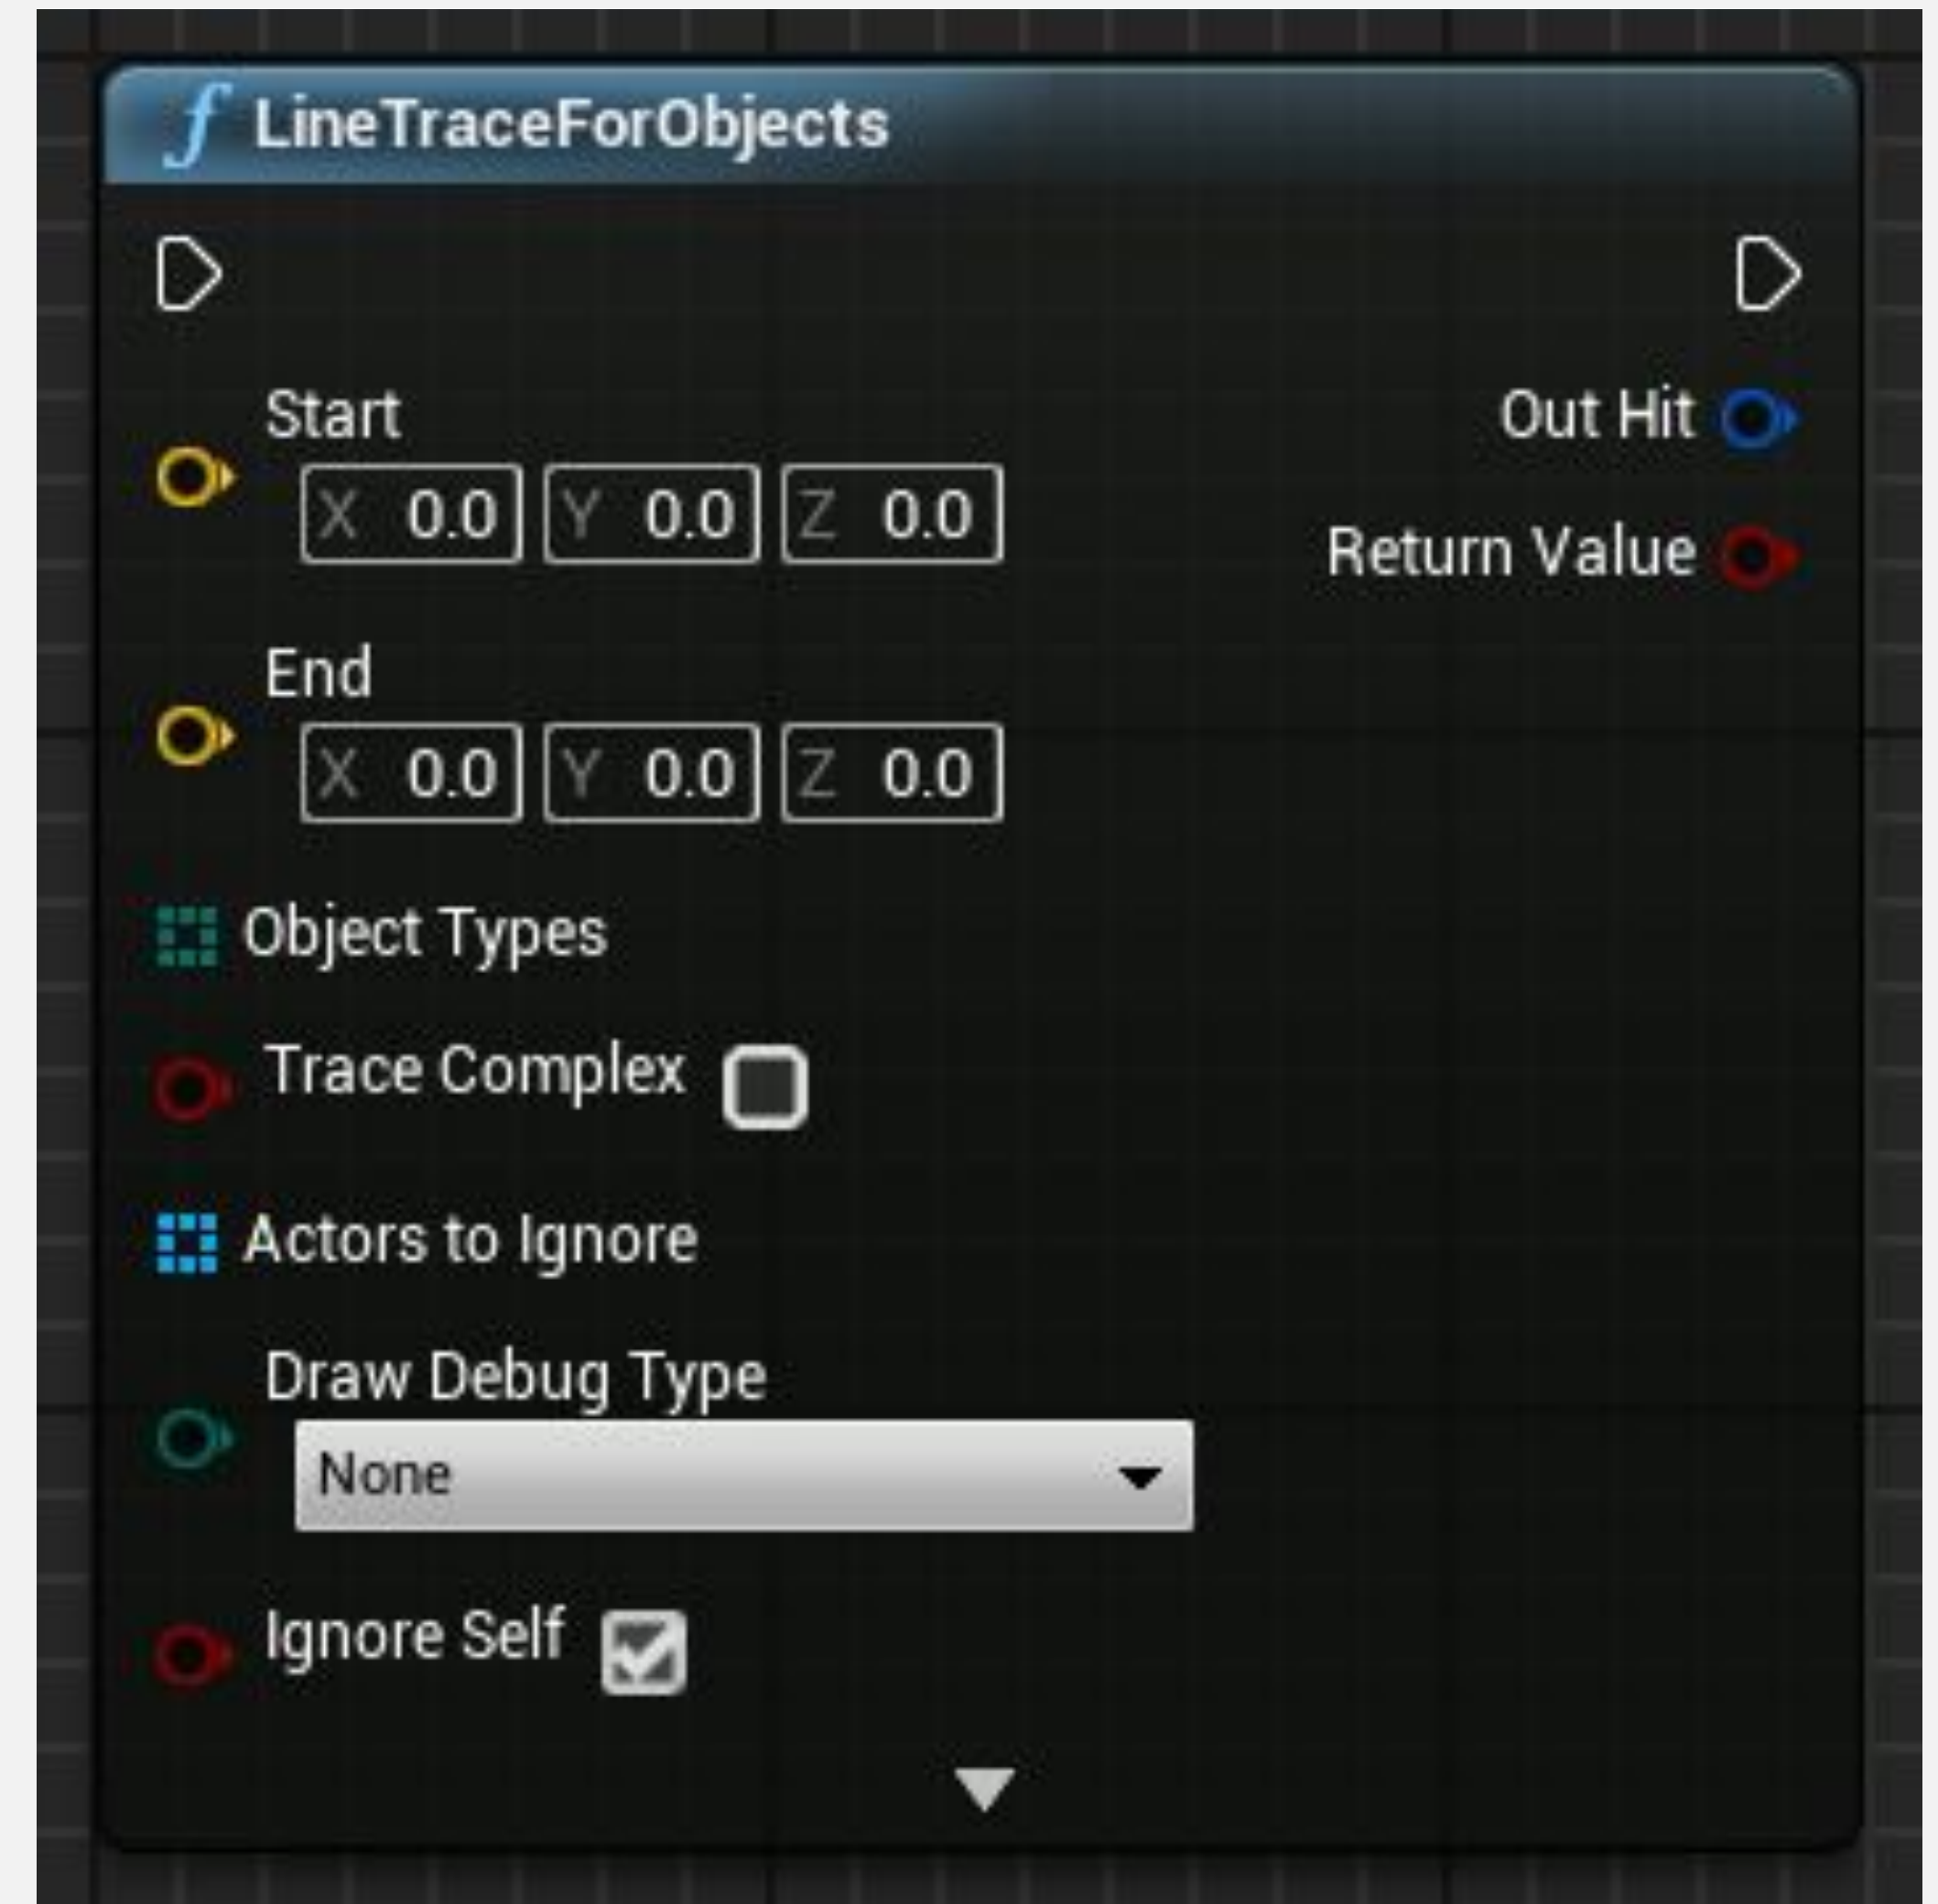 f LineTraceForObjects
Start
X 0.0 Y 0.0 Z 0.0
Out Hit
Return Value
End
X 0.0 Y 0.0 Z 0.0
Object Types
Trace Complex
Actors to Ignore
Draw Debug Type
None
Ignore Self